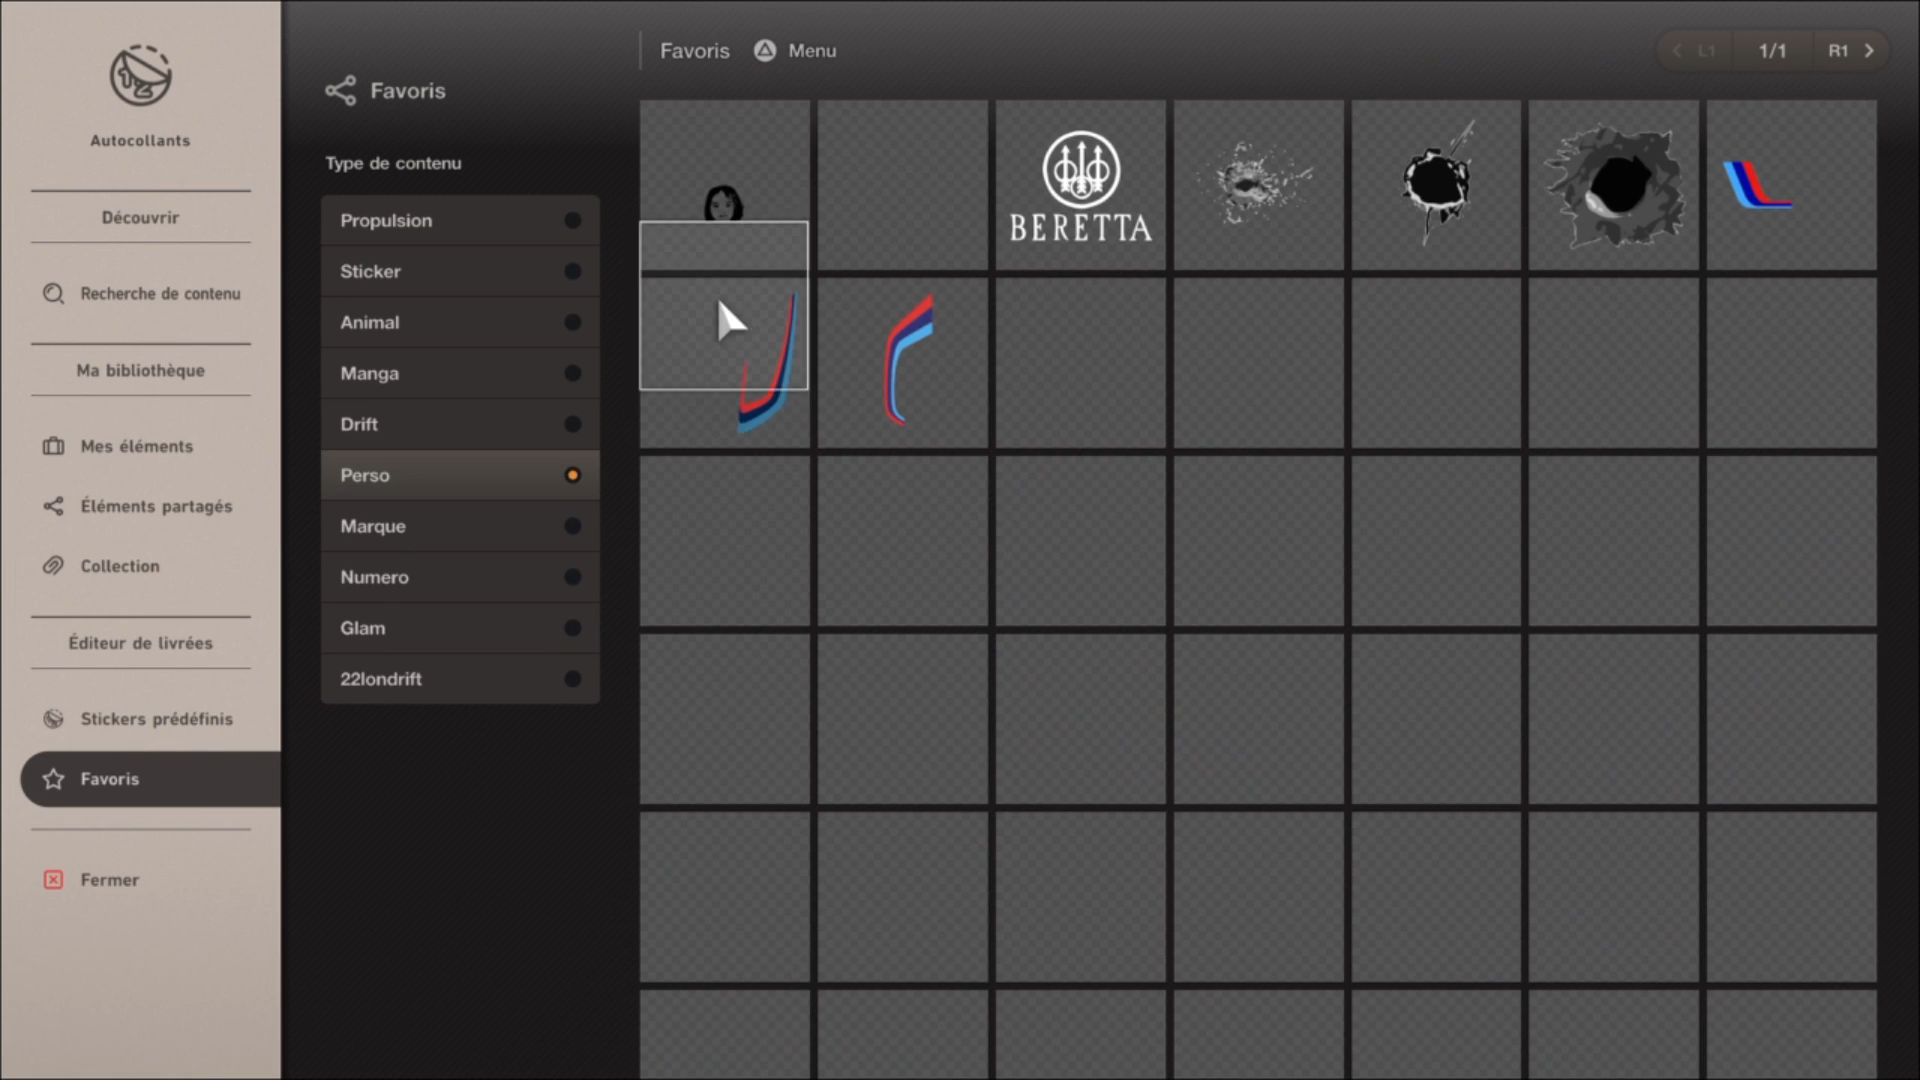 Autocollants
Découvrir
Recherche de contenu
Ma bibliothèque
Mes éléments
Éléments partagés
Collection
Éditeur de livrées
Stickers prédéfinis
Favoris
Fermer
Favoris
Type de contenu
Propulsion
Sticker
Animal
Manga
Drift
Perso
Marque
Numero
Glam
22londrift
Favoris Menu
L1 1/1 R1
BERETTA